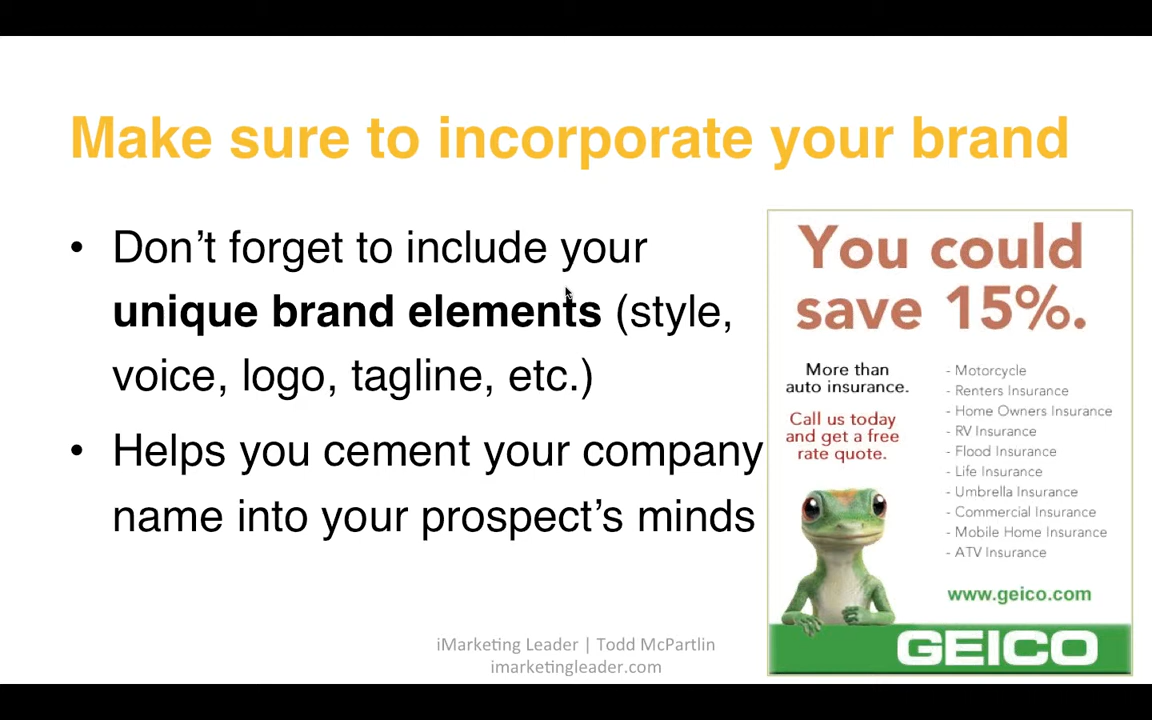 Make sure to incorporate your brand
• Don’t forget to include your
unique brand elements (style,
voice, logo, tagline, etc.)
• Helps you cement your company
name into your prospect’s minds
You could
save 15%.
More than
auto insurance.
Call us today
and get a free
rate quote.
- Motorcycle
- Renters Insurance
- Home Owners Insurance
- RV Insurance
- Flood Insurance
- Life Insurance
- Umbrella Insurance
- Commercial Insurance
- Mobile Home Insurance
- ATV Insurance
www.geico.com
GEICO
iMarketing Leader | Todd McPartlin
imarketingleader.com